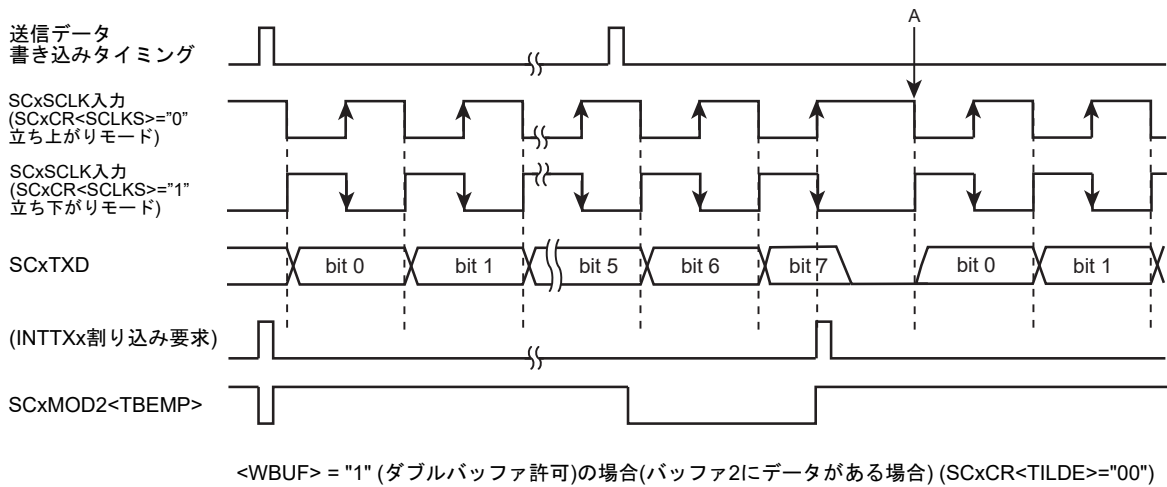 送信データ
書き込みタイミング
A
SCxSCLK入力
(SCxCR<SCLKS>="0"
立ち上がりモード)
SCxSCLK入力
(SCxCR<SCLKS>="1"
立ち下がりモード)
SCxTXD
bit 0
bit 1
bit 5
bit 6
bit 7
bit 0
bit 1
(INTTXx割り込み要求)
SCxMOD2<TBEMP>
<WBUF> = "1" (ダブルバッファ許可)の場合(バッファ2にデータがある場合) (SCxCR<TILDE>="00")